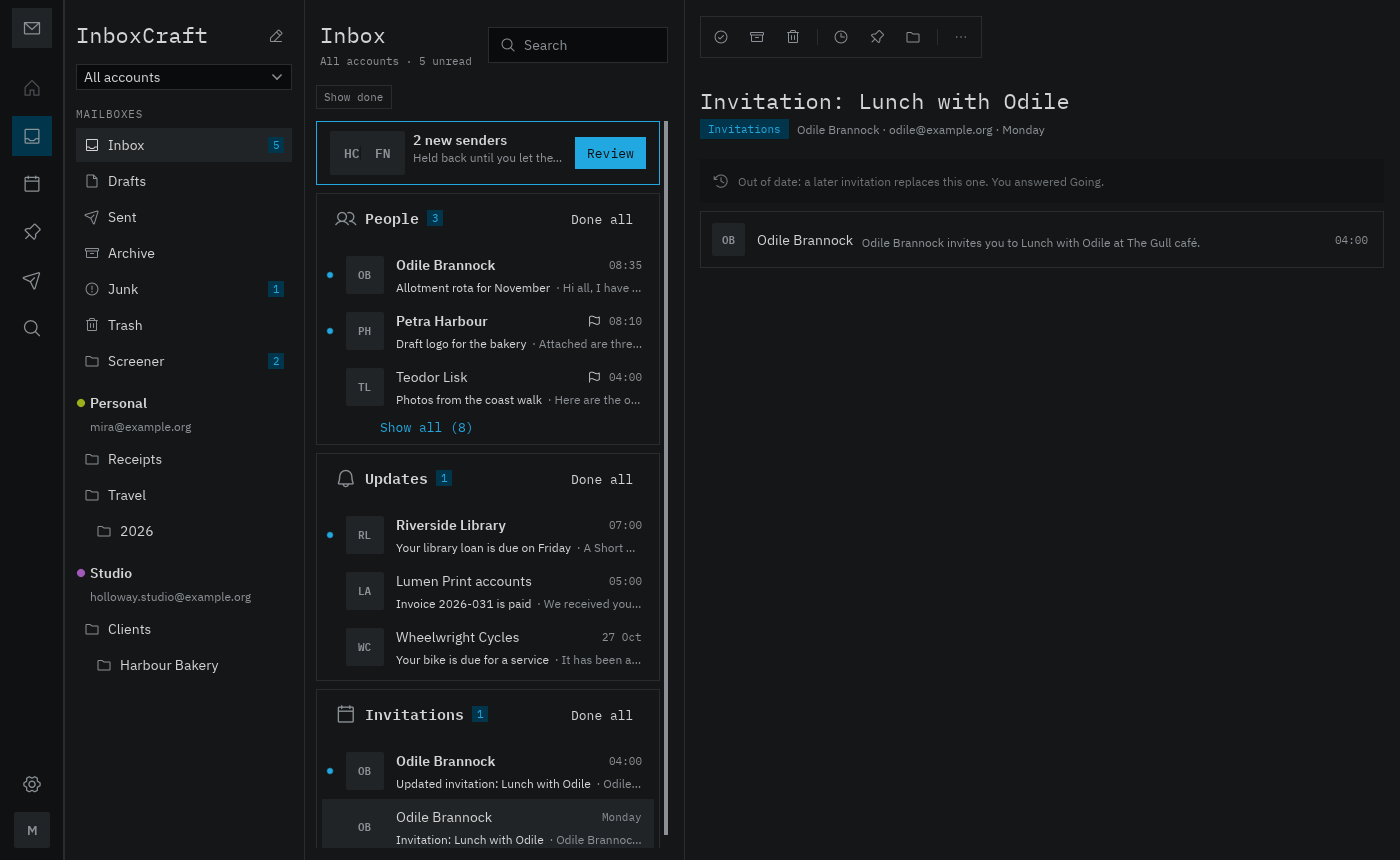 InboxCraft
All accounts
MAILBOXES
Inbox 5
Drafts
Sent
Archive
Junk 1
Trash
Screener 2
Personal
mira@example.org
Receipts
Travel
2026
Studio
holloway.studio@example.org
Clients
Harbour Bakery
M
Inbox
All accounts · 5 unread
Search
Show done
HC FN
2 new senders
Held back until you let the…
Review
People 3 Done all
OB Odile Brannock 08:35
Allotment rota for November · Hi all, I have …
PH Petra Harbour 08:10
Draft logo for the bakery · Attached are thre…
TL Teodor Lisk 04:00
Photos from the coast walk · Here are the o…
Show all (8)
Updates 1 Done all
RL Riverside Library 07:00
Your library loan is due on Friday · A Short …
LA Lumen Print accounts 05:00
Invoice 2026-031 is paid · We received you…
WC Wheelwright Cycles 27 Oct
Your bike is due for a service · It has been a…
Invitations 1 Done all
OB Odile Brannock 04:00
Updated invitation: Lunch with Odile · Odile…
OB Odile Brannock Monday
Invitation: Lunch with Odile · Odile Brannoc…
Invitation: Lunch with Odile
Invitations Odile Brannock · odile@example.org · Monday
Out of date: a later invitation replaces this one. You answered Going.
OB Odile Brannock Odile Brannock invites you to Lunch with Odile at The Gull café. 04:00